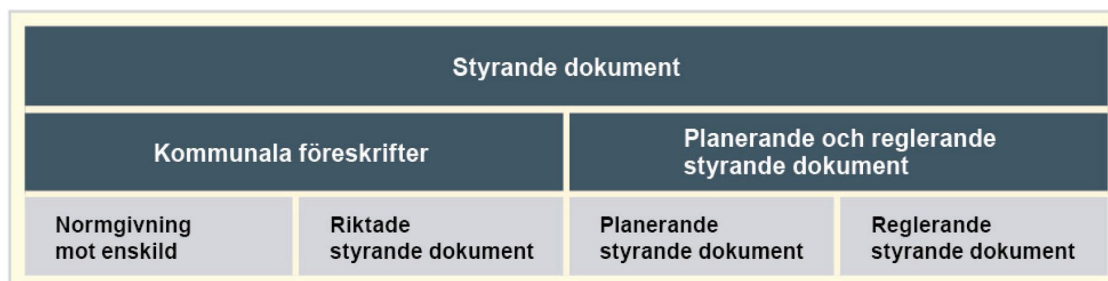 Styrande dokument
Kommunala föreskrifter
Planerande och reglerande
styrande dokument
Normgivning
mot enskild
Riktade
styrande dokument
Planerande
styrande dokument
Reglerande
styrande dokument